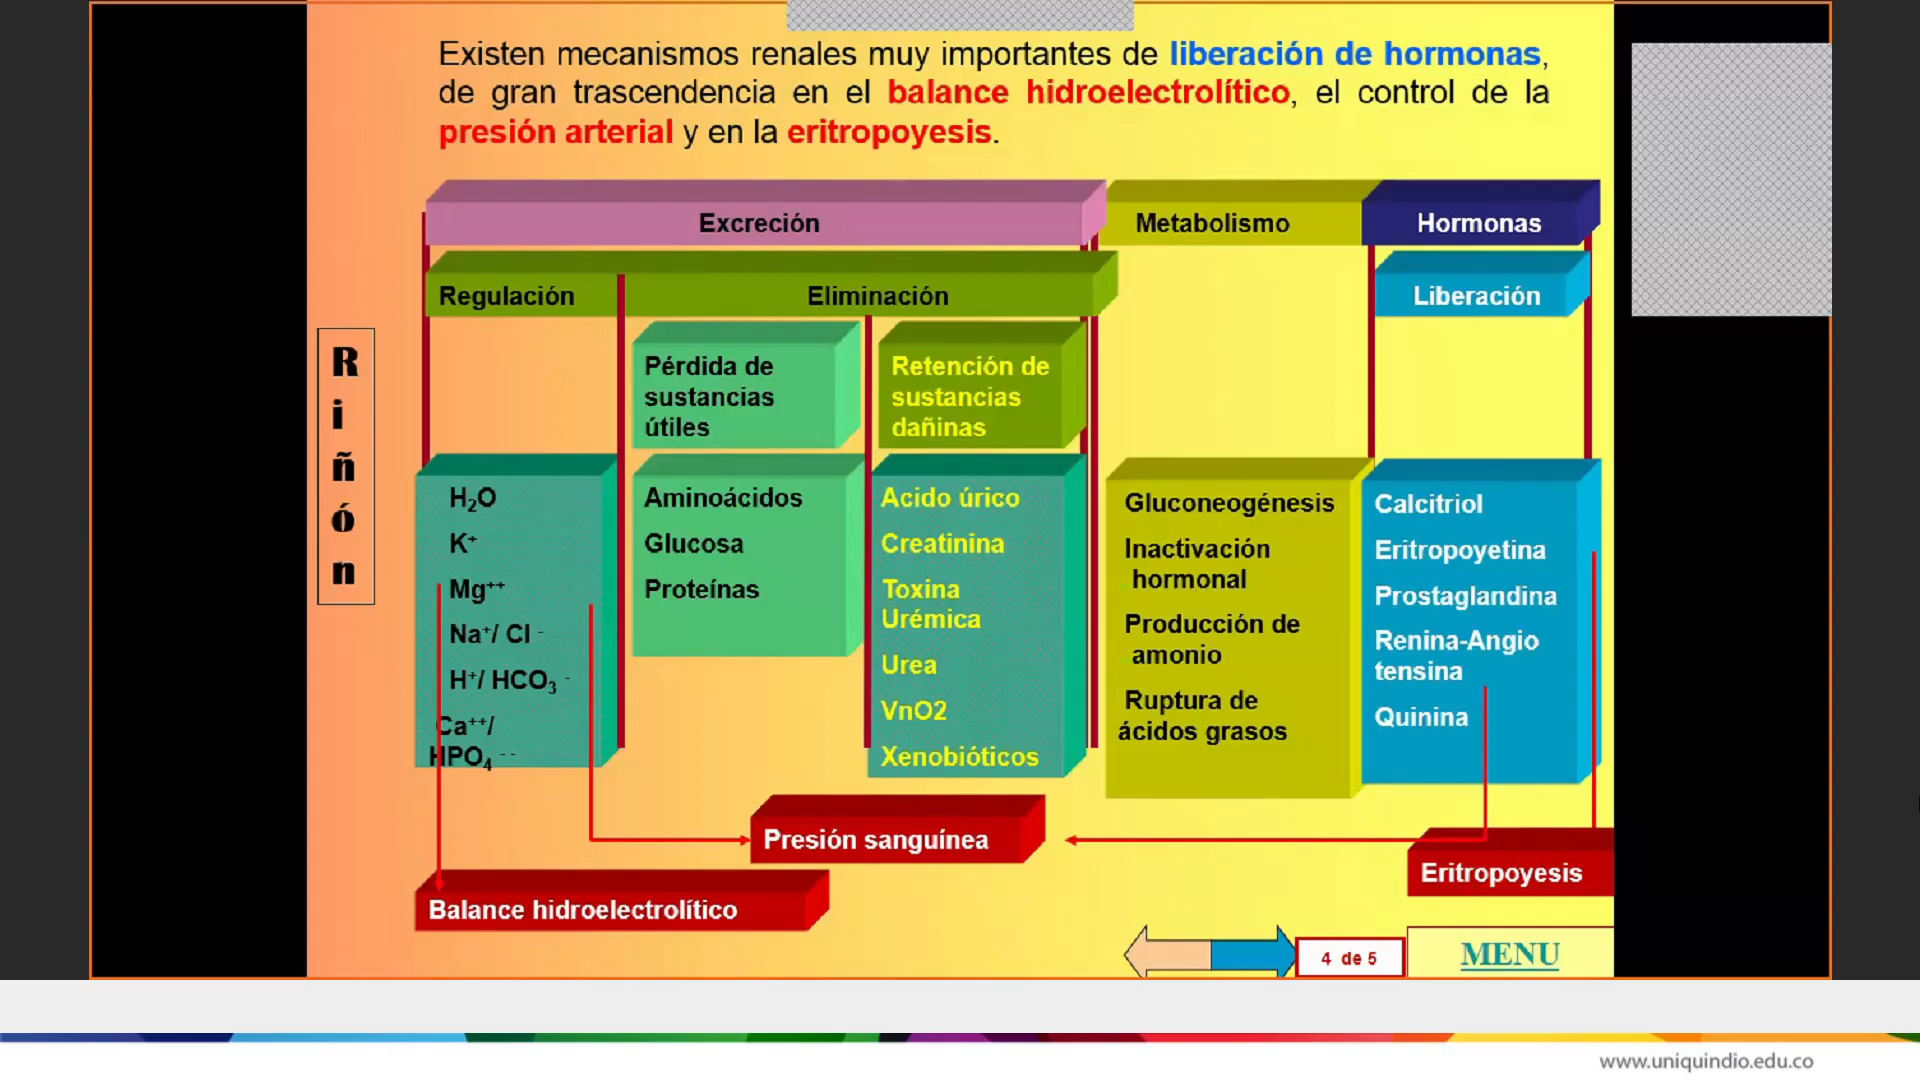 Existen mecanismos renales muy importantes de liberación de hormonas,
de gran trascendencia en el balance hidroelectrolítico, el control de la
presión arterial y en la eritropoyesis.
Excreción
Metabolismo
Hormonas
Regulación
Eliminación
Liberación
Riñón
Pérdida de
sustancias
útiles
Retención de
sustancias
dañinas
H₂O
K⁺
Mg⁺⁺
Na⁺/ Cl ⁻
H⁺/ HCO₃ ⁻
Ca⁺⁺/
HPO₄ ⁻ ⁻
Aminoácidos
Glucosa
Proteínas
Acido úrico
Creatinina
Toxina
Urémica
Urea
VnO2
Xenobióticos
Gluconeogénesis
Inactivación
hormonal
Producción de
amonio
Ruptura de
ácidos grasos
Calcitriol
Eritropoyetina
Prostaglandina
Renina-Angio
tensina
Quinina
Presión sanguínea
Eritropoyesis
Balance hidroelectrolítico
4 de 5
MENU
www.uniquindio.edu.co